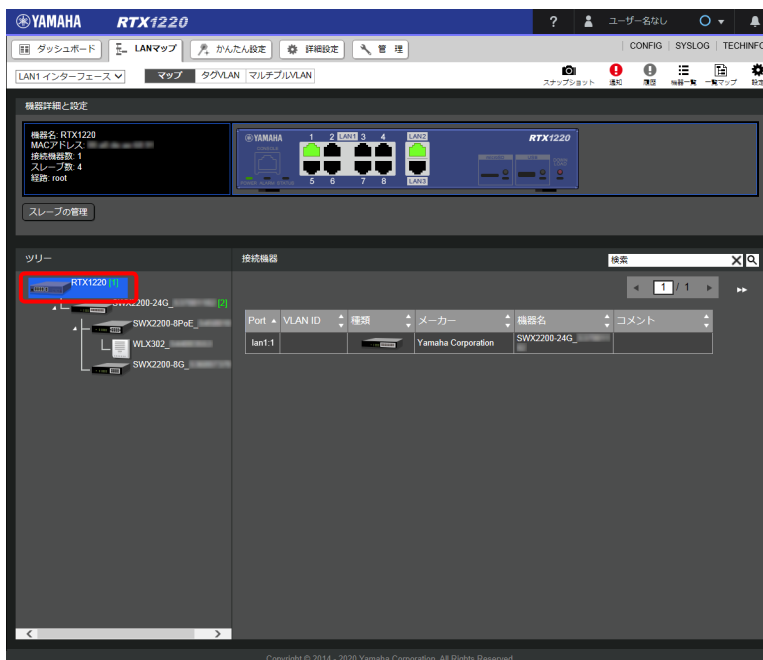 YAMAHA RTX1220 ? ユーザーなし
ダッシュボード LANマップ かんたん設定 詳細設定 管 理 CONFIG SYSLOG TECHINFO
LAN1 インターフェース マップ タグVLAN マルチプルVLAN スナップショット 通知 履歴 機器一覧 一覧マップ 設定
機器詳細と設定
機器名: RTX1220
MACアドレス:
接続機器数: 1
スレーブ数: 4
経路: root
YAMAHA 1 2 LAN1 3 4 LAN2 RTX1220
CONSOLE
POWER ALARM STATUS 5 6 7 8 LAN3
スレーブの管理
ツリー
RTX1220 [1]
SWX2200-24G_ [2]
SWX2200-8PoE_
WLX302_
SWX2200-8G_
接続機器 検索
1 / 1
Port VLAN ID 種類 メーカー 機器名 コメント
lan1:1 Yamaha Corporation SWX2200-24G_
Copyright © 2014 - 2020 Yamaha Corporation. All Rights Reserved.